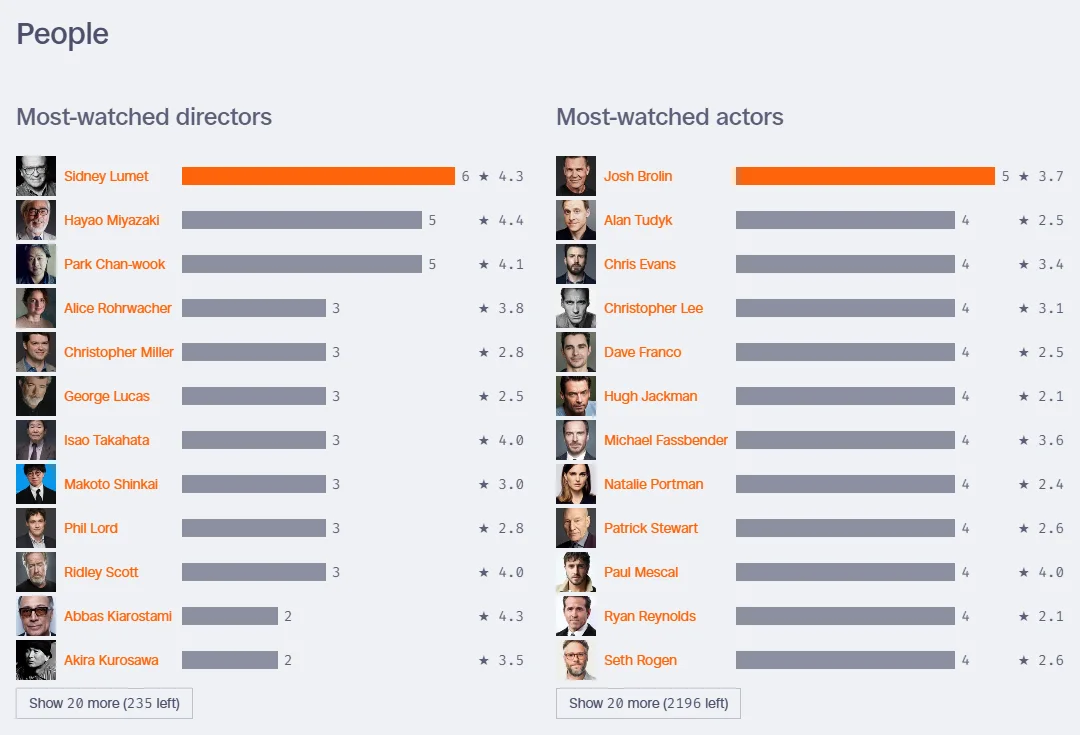 People
Most-watched directors
Sidney Lumet 6 ★ 4.3
Hayao Miyazaki 5 ★ 4.4
Park Chan-wook 5 ★ 4.1
Alice Rohrwacher 3 ★ 3.8
Christopher Miller 3 ★ 2.8
George Lucas 3 ★ 2.5
Isao Takahata 3 ★ 4.0
Makoto Shinkai 3 ★ 3.0
Phil Lord 3 ★ 2.8
Ridley Scott 3 ★ 4.0
Abbas Kiarostami 2 ★ 4.3
Akira Kurosawa 2 ★ 3.5
Show 20 more (235 left)
Most-watched actors
Josh Brolin 5 ★ 3.7
Alan Tudyk 4 ★ 2.5
Chris Evans 4 ★ 3.4
Christopher Lee 4 ★ 3.1
Dave Franco 4 ★ 2.5
Hugh Jackman 4 ★ 2.1
Michael Fassbender 4 ★ 3.6
Natalie Portman 4 ★ 2.4
Patrick Stewart 4 ★ 2.6
Paul Mescal 4 ★ 4.0
Ryan Reynolds 4 ★ 2.1
Seth Rogen 4 ★ 2.6
Show 20 more (2196 left)